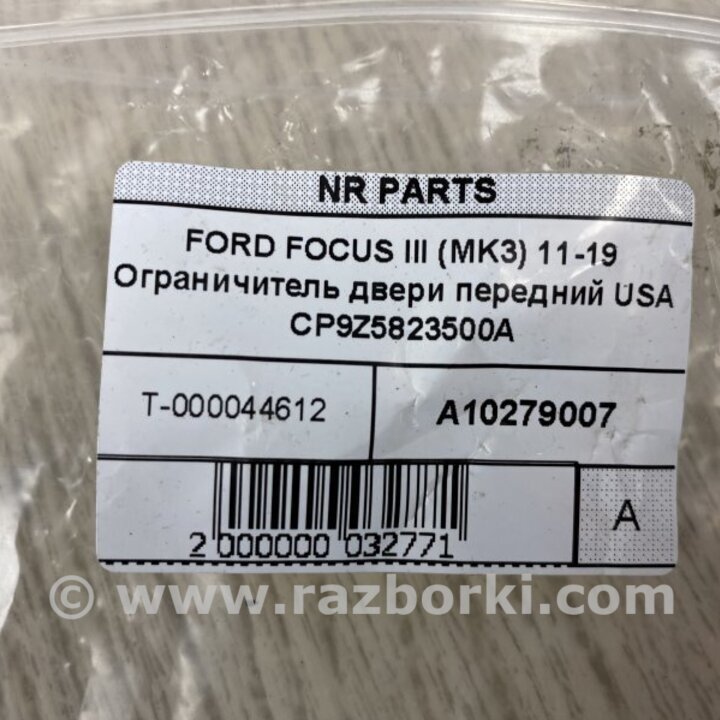 NR PARTS
FORD FOCUS III (MK3) 11-19
Ограничитель двери передний USA
CP9Z5823500A
T-000044612
A10279007
2 000000 032771
A
© www.razborki.com